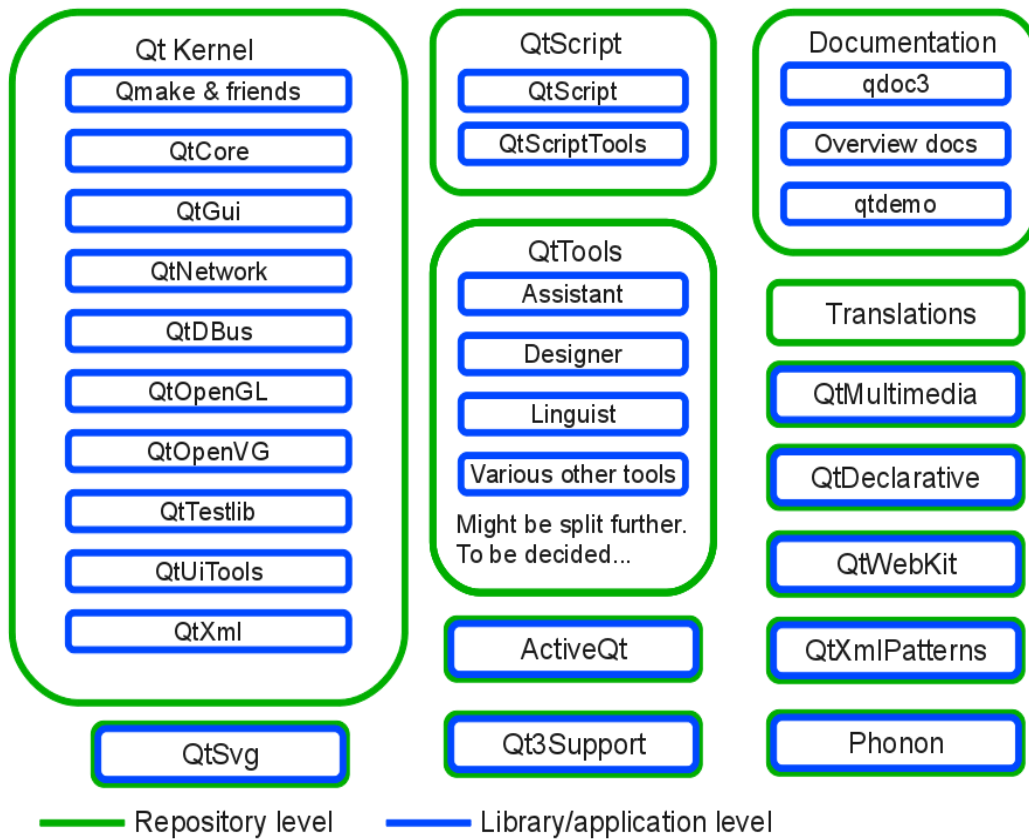 Qt Kernel
Qmake & friends
QtCore
QtGui
QtNetwork
QtDBus
QtOpenGL
QtOpenVG
QtTestlib
QtUiTools
QtXml
QtSvg
QtScript
QtScript
QtScriptTools
QtTools
Assistant
Designer
Linguist
Various other tools
Might be split further.
To be decided...
ActiveQt
Qt3Support
Documentation
qdoc3
Overview docs
qtdemo
Translations
QtMultimedia
QtDeclarative
QtWebKit
QtXmlPatterns
Phonon
Repository level
Library/application level